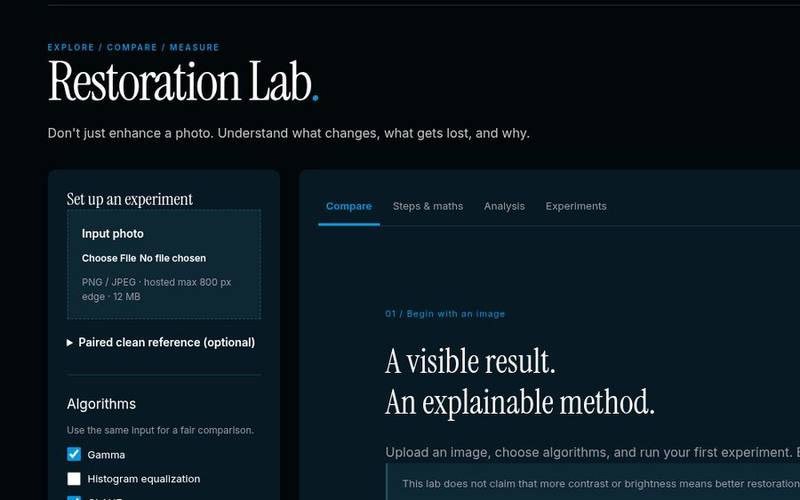 EXPLORE / COMPARE / MEASURE
Restoration Lab.
Don't just enhance a photo. Understand what changes, what gets lost, and why.
Set up an experiment
Input photo
Choose File No file chosen
PNG / JPEG · hosted max 800 px
edge · 12 MB
Paired clean reference (optional)
Algorithms
Use the same input for a fair comparison.
Gamma
Histogram equalization
Compare Steps & maths Analysis Experiments
01 / Begin with an image
A visible result.
An explainable method.
Upload an image, choose algorithms, and run your first experiment.
This lab does not claim that more contrast or brightness means better restoration